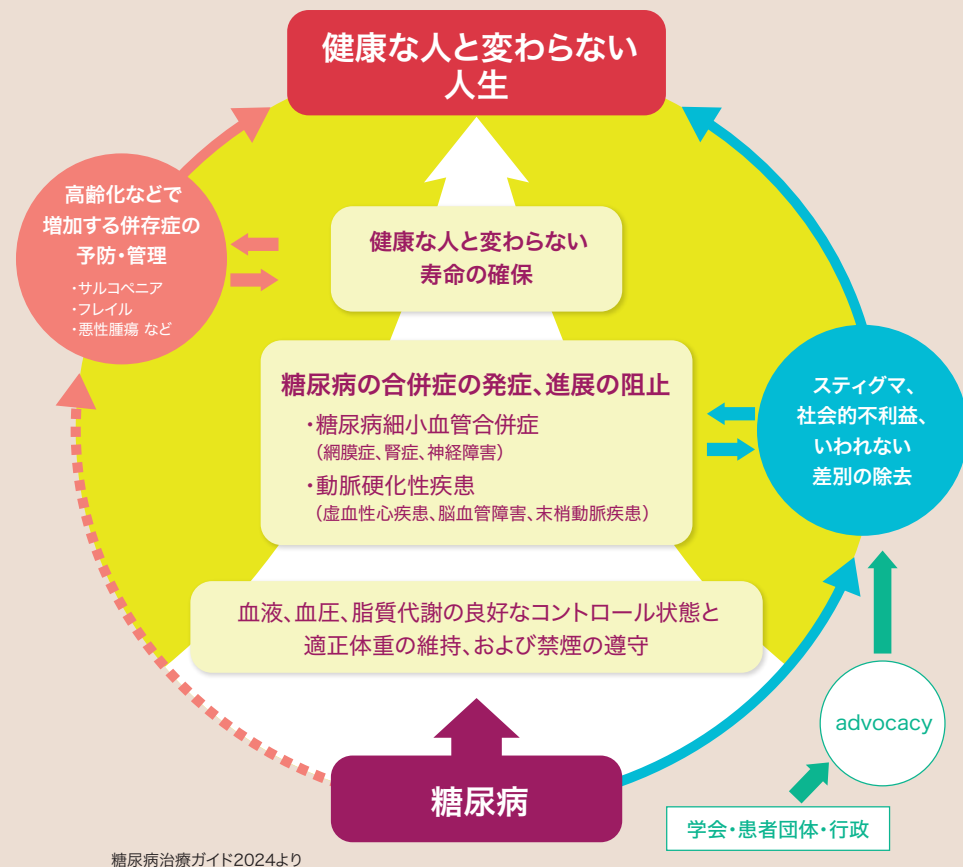 健康な人と変わらない
人生
高齢化などで
増加する併存症の
予防・管理
・サルコペニア
・フレイル
・悪性腫瘍 など
健康な人と変わらない
寿命の確保
糖尿病の合併症の発症、進展の阻止
・糖尿病細小血管合併症
（網膜症、腎症、神経障害）
・動脈硬化性疾患
（虚血性心疾患、脳血管障害、末梢動脈疾患）
スティグマ、
社会的不利益、
いわれない
差別の除去
血液、血圧、脂質代謝の良好なコントロール状態と
適正体重の維持、および禁煙の遵守
advocacy
糖尿病
学会・患者団体・行政
糖尿病治療ガイド2024より